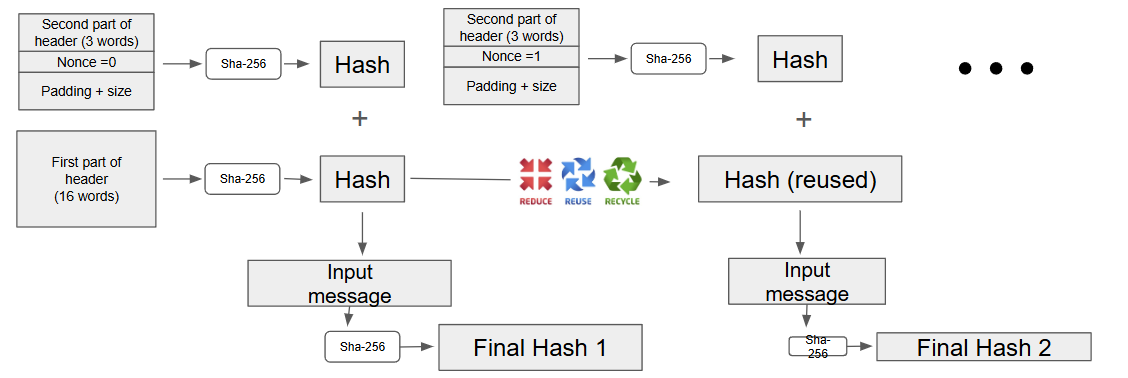 Second part of
header (3 words)
Nonce =0
Padding + size
Sha-256
Hash
Second part of
header (3 words)
Nonce =1
Padding + size
Sha-256
Hash
+
+
First part of
header
(16 words)
Sha-256
Hash
REDUCE REUSE RECYCLE
Hash (reused)
Input
message
Sha-256
Final Hash 1
Input
message
Sha-
256
Final Hash 2